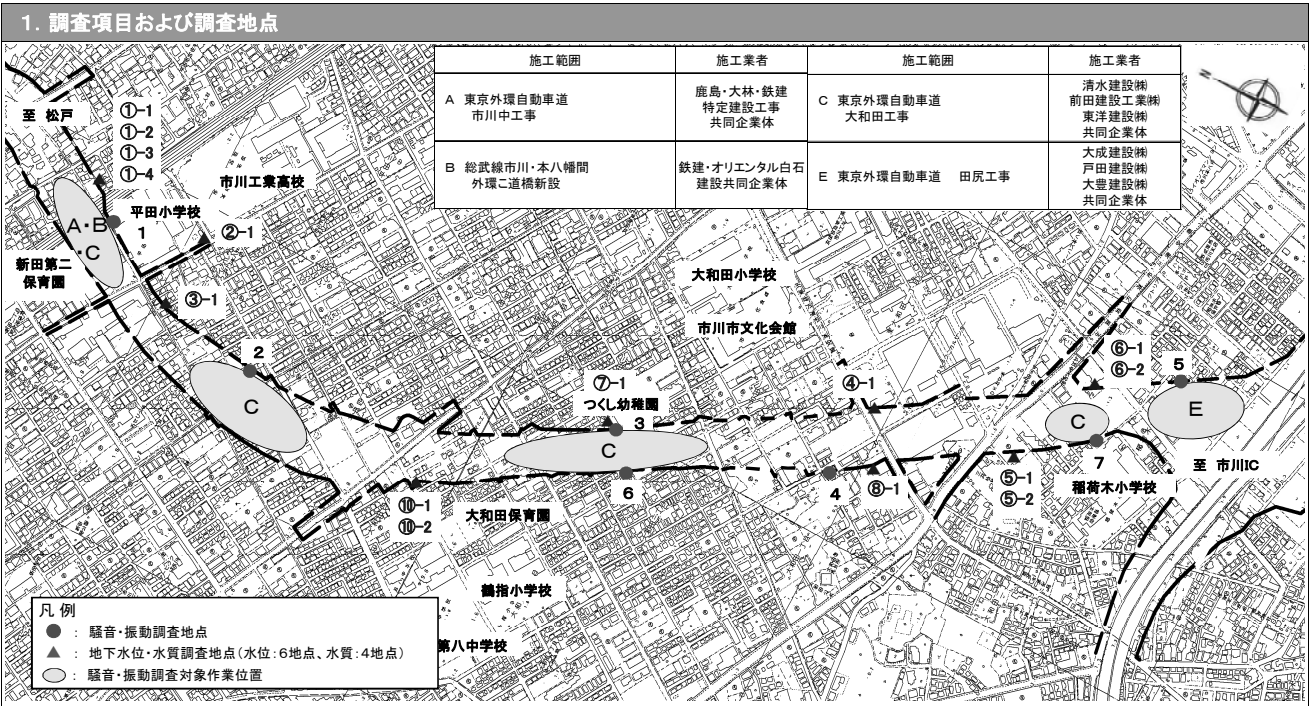 1. 調査項目および調査地点
施工範囲 施工業者 施工範囲 施工業者
A 東京外環自動車道
市川中工事
鹿島・大林・鉄建
特定建設工事
共同企業体
C 東京外環自動車道
大和田工事
清水建設㈱
前田建設工業㈱
東洋建設㈱
共同企業体
B 総武線市川・本八幡間
外環こ道橋新設
鉄建・オリエンタル白石
建設共同企業体
E 東京外環自動車道 田尻工事
大成建設㈱
戸田建設㈱
大豊建設㈱
共同企業体
N
至 松戸
①-1
①-2
①-3
①-4
市川工業高校
平田小学校
1
A・B
・C
②-1
新田第二
保育園
③-1
大和田小学校
市川市文化会館
2
C
⑦-1
つくし幼稚園
3
C
④-1
⑥-1
⑥-2
5
E
C
7
至 市川IC
6
4
⑧-1
⑤-1
⑤-2
稲荷木小学校
⑩-1
⑩-2
大和田保育園
鶴指小学校
第八中学校
凡 例
● : 騒音・振動調査地点
▲ : 地下水位・水質調査地点(水位:6地点、水質:4地点)
: 騒音・振動調査対象作業位置